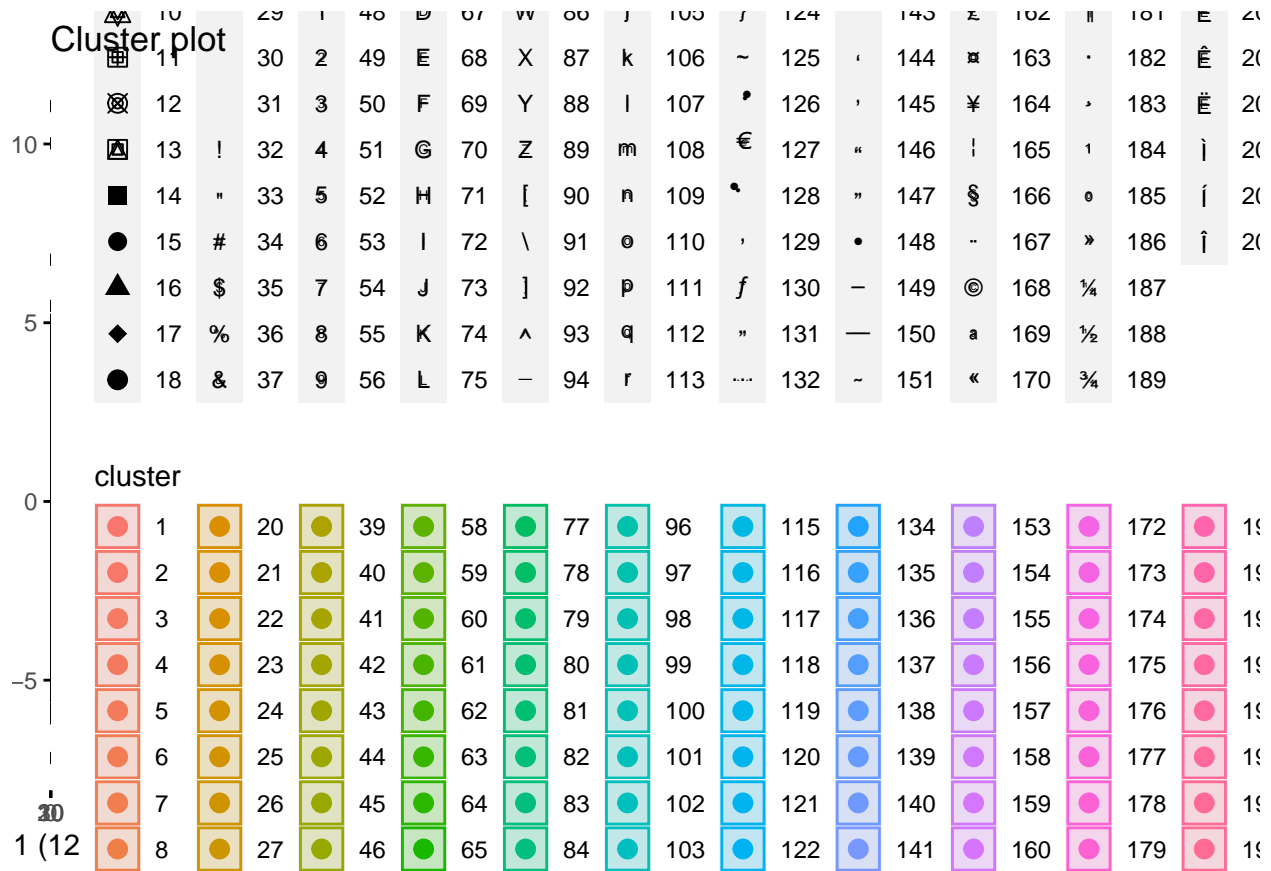 Cluster plot
11 30 2 49 E 68 X 87 k 106 ~ 125 ‘ 144 ¤ 163 · 182 Ê
12 31 3 50 F 69 Y 88 l 107 126 ’ 145 ¥ 164 ¸ 183 Ë
10 13 ! 32 4 51 G 70 Z 89 m 108 € 127 “ 146 ¦ 165 ¹ 184 Ì
14 " 33 5 52 H 71 [ 90 n 109 128 ” 147 § 166 º 185 Í
15 # 34 6 53 I 72 \ 91 o 110 ‚ 129 • 148 ¨ 167 » 186 Î
16 $ 35 7 54 J 73 ] 92 p 111 ƒ 130 – 149 © 168 ¼ 187
5 17 % 36 8 55 K 74 ^ 93 q 112 „ 131 — 150 ª 169 ½ 188
18 & 37 9 56 L 75 _ 94 r 113 … 132 ˜ 151 « 170 ¾ 189
cluster
0
1 20 39 58 77 96 115 134 153 172
2 21 40 59 78 97 116 135 154 173
3 22 41 60 79 98 117 136 155 174
4 23 42 61 80 99 118 137 156 175
−5
5 24 43 62 81 100 119 138 157 176
6 25 44 63 82 101 120 139 158 177
7 26 45 64 83 102 121 140 159 178
1 (12 8 27 46 65 84 103 122 141 160 179